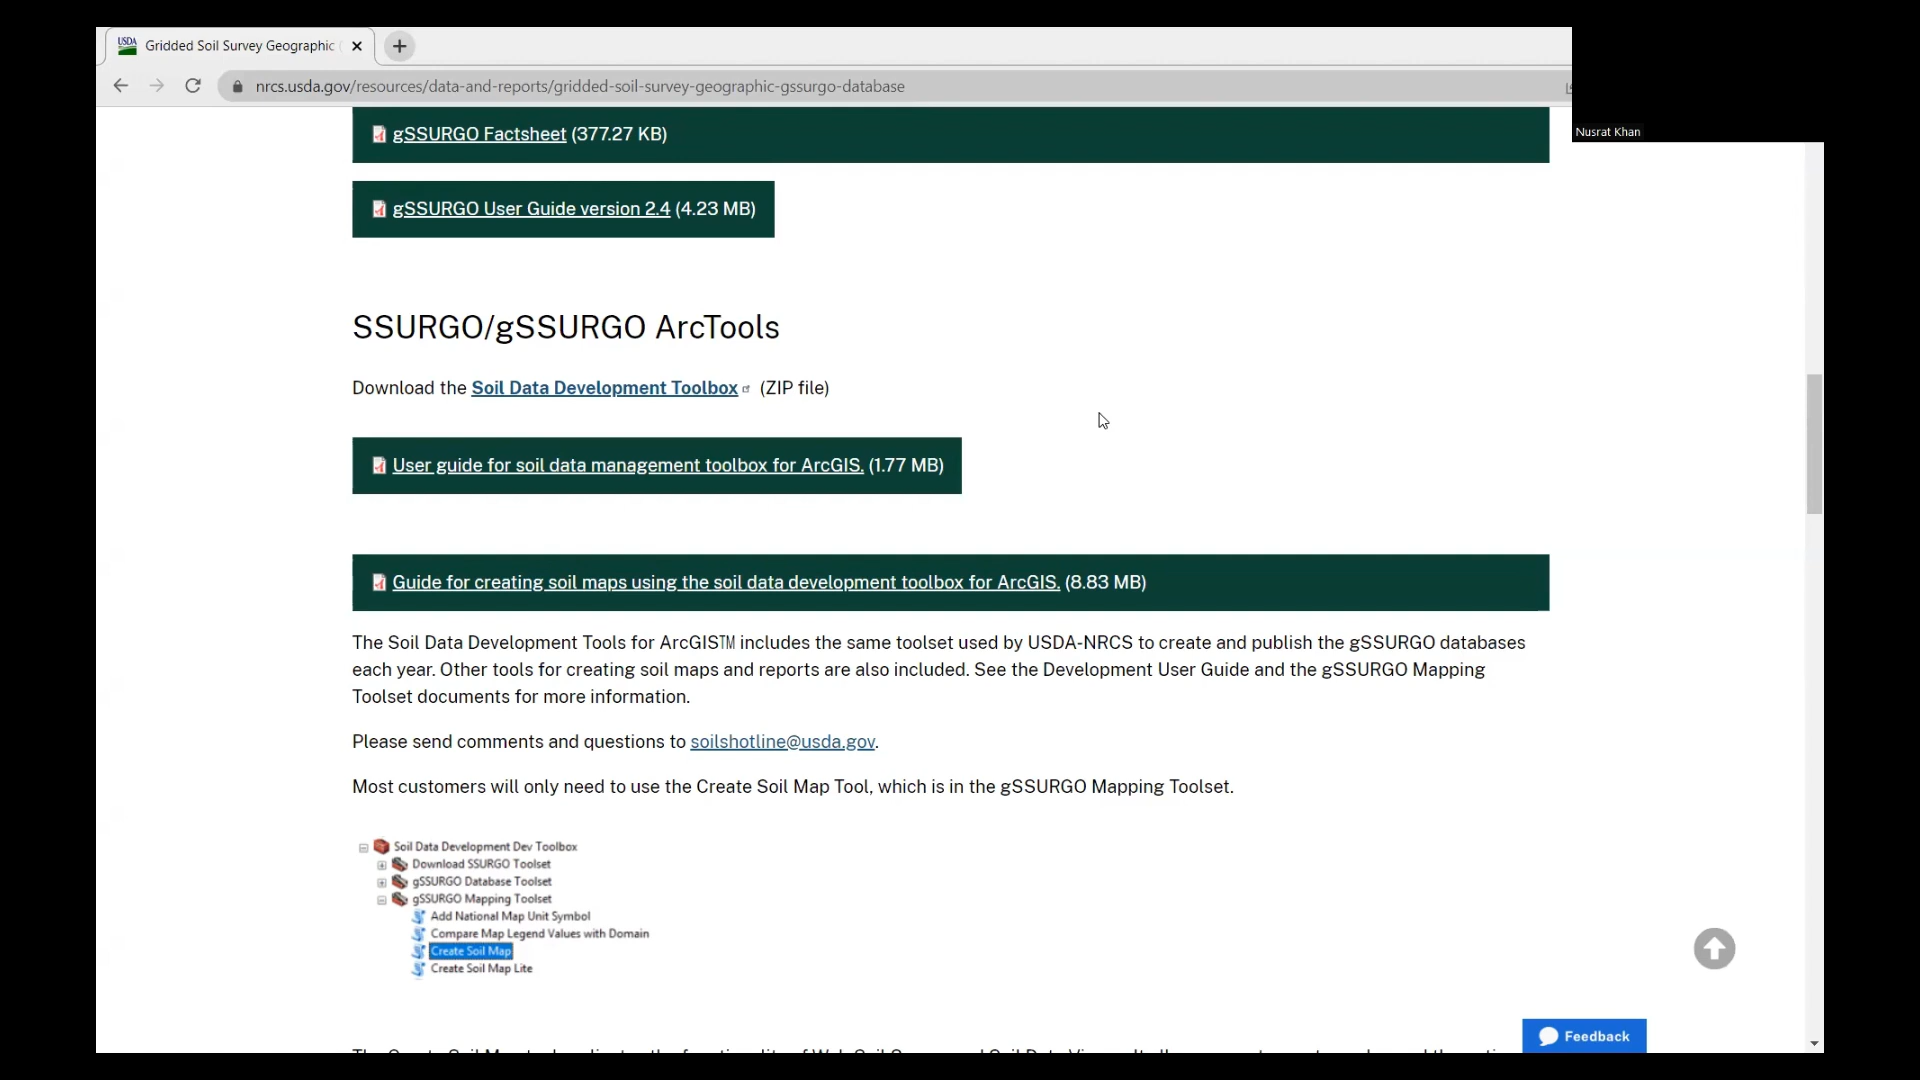 USDA
Gridded Soil Survey Geographic
nrcs.usda.gov/resources/data-and-reports/gridded-soil-survey-geographic-gssurgo-database
Nusrat Khan
gSSURGO Factsheet (377.27 KB)
gSSURGO User Guide version 2.4 (4.23 MB)
SSURGO/gSSURGO ArcTools
Download the Soil Data Development Toolbox (ZIP file)
User guide for soil data management toolbox for ArcGIS. (1.77 MB)
Guide for creating soil maps using the soil data development toolbox for ArcGIS. (8.83 MB)
The Soil Data Development Tools for ArcGIS™ includes the same toolset used by USDA-NRCS to create and publish the gSSURGO databases
each year. Other tools for creating soil maps and reports are also included. See the Development User Guide and the gSSURGO Mapping
Toolset documents for more information.
Please send comments and questions to soilshotline@usda.gov.
Most customers will only need to use the Create Soil Map Tool, which is in the gSSURGO Mapping Toolset.
Soil Data Development Dev Toolbox
Download SSURGO Toolset
gSSURGO Database Toolset
gSSURGO Mapping Toolset
Add National Map Unit Symbol
Compare Map Legend Values with Domain
Create Soil Map
Create Soil Map Lite
Feedback